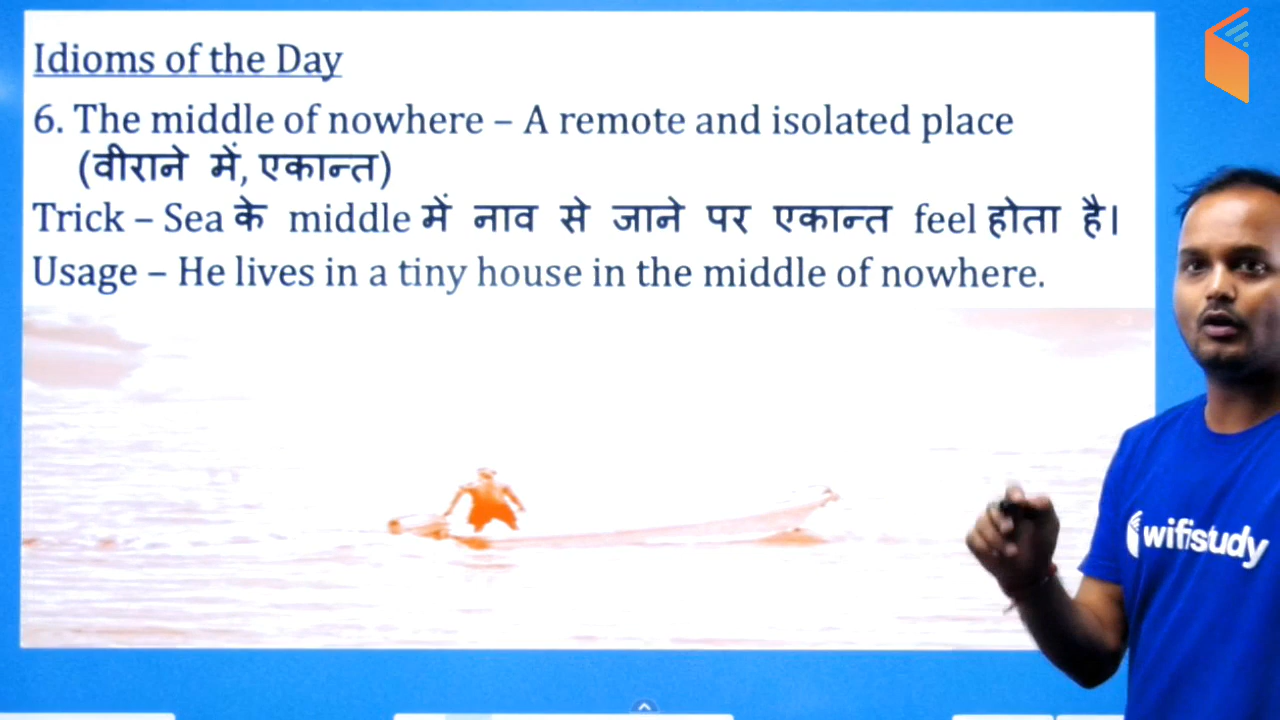 Idioms of the Day
6. The middle of nowhere – A remote and isolated place
(वीराने में, एकान्त)
Trick – Sea के middle में नाव से जाने पर एकान्त feel होता है।
Usage – He lives in a tiny house in the middle of nowhere.
wifistudy